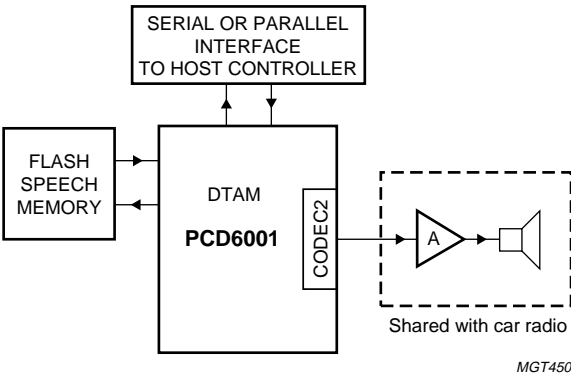 SERIAL OR PARALLEL
INTERFACE
TO HOST CONTROLLER
FLASH
SPEECH
MEMORY
DTAM
PCD6001
CODEC2
A
Shared with car radio
MGT450